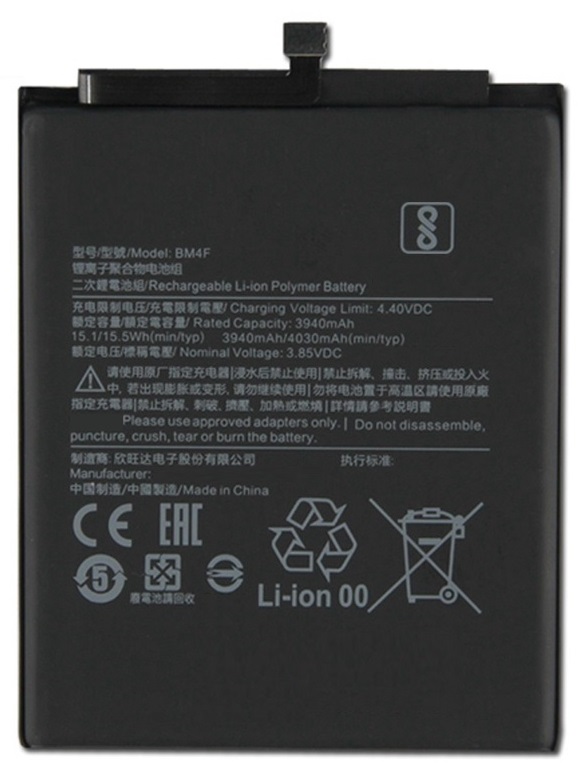 型号/型號/Model: BM4F
锂离子聚合物电池组
二次鋰電池組/Rechargeable Li-ion Polymer Battery
充电限制电压/充電限制電壓/ Charging Voltage Limit: 4.40VDC
额定容量/額定電容量/ Rated Capacity: 3940mAh
15.1/15.5Wh(min/typ) 3940mAh/4030mAh(min/typ)
额定电压/標稱電壓/ Nominal Voltage: 3.85VDC
请使用原厂指定充电器|浸水后禁止使用|禁止拆解、撞击、挤压或投入火
中, 若出现膨胀或变形, 请勿继续使用|勿将电池置于高温区請使用原廠
指定充電器|禁止拆解、刺破、擠壓、加熱或燃燒|詳情請參考説明書
Please use approved adapters only. | Do not disassemble,
puncture, crush, tear or burn the battery.
制造商: 欣旺达电子股份有限公司 执行标准:
Manufacturer:
中国制造/中國製造/Made in China
CE EAC
5
廢電池請回收
Li-ion 00